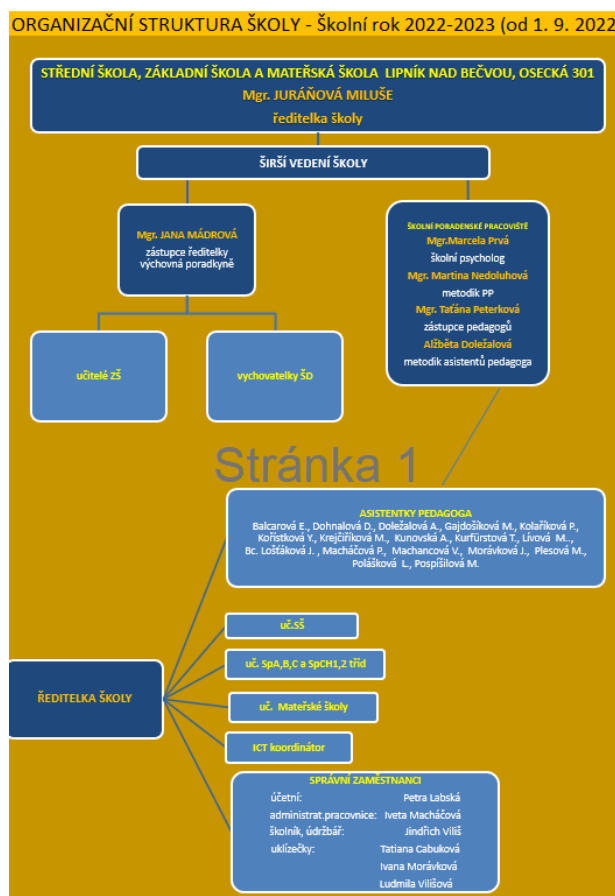 ORGANIZAČNÍ STRUKTURA ŠKOLY - Školní rok 2022-2023 (od 1. 9. 2022
STŘEDNÍ ŠKOLA, ZÁKLADNÍ ŠKOLA A MATEŘSKÁ ŠKOLA LIPNÍK NAD BEČVOU, OSECKÁ 301
Mgr. JURÁŇOVÁ MILUŠE
ředitelka školy
ŠIRŠÍ VEDENÍ ŠKOLY
Mgr. JANA MÁDROVÁ
zástupce ředitelky
výchovná poradkyně
ŠKOLNÍ PORADENSKÉ PRACOVIŠTĚ
Mgr.Marcela Prvá
školní psycholog
Mgr. Martina Nedoluhová
metodik PP
Mgr. Taťána Peterková
zástupce pedagogů
Alžběta Doležalová
metodik asistentů pedagoga
učitelé ZŠ
vychovatelky ŠD
Stránka 1
ASISTENTKY PEDAGOGA
Balcarová E., Dohnalová D., Doležalová A., Gajdošíková M., Kolaříková P.,
Kořístková Y., Krejčiříková M., Kunovská A., Kurfürstová T., Lívová M..,
Bc. Lošťáková J. , Macháčová P., Machancová V., Morávková J., Plesová M.,
Polášková L., Pospíšilová M.
uč.SŠ
uč. SpA,B,C a SpCH1,2 tříd
ŘEDITELKA ŠKOLY
uč. Mateřské školy
ICT koordinátor
SPRÁVNÍ ZAMĚSTNANCI
účetní: Petra Labská
administrat.pracovnice: Iveta Macháčová
školník, údržbář: Jindřich Viliš
uklízečky: Tatiana Cabuková
Ivana Morávková
Ludmila Vilišová